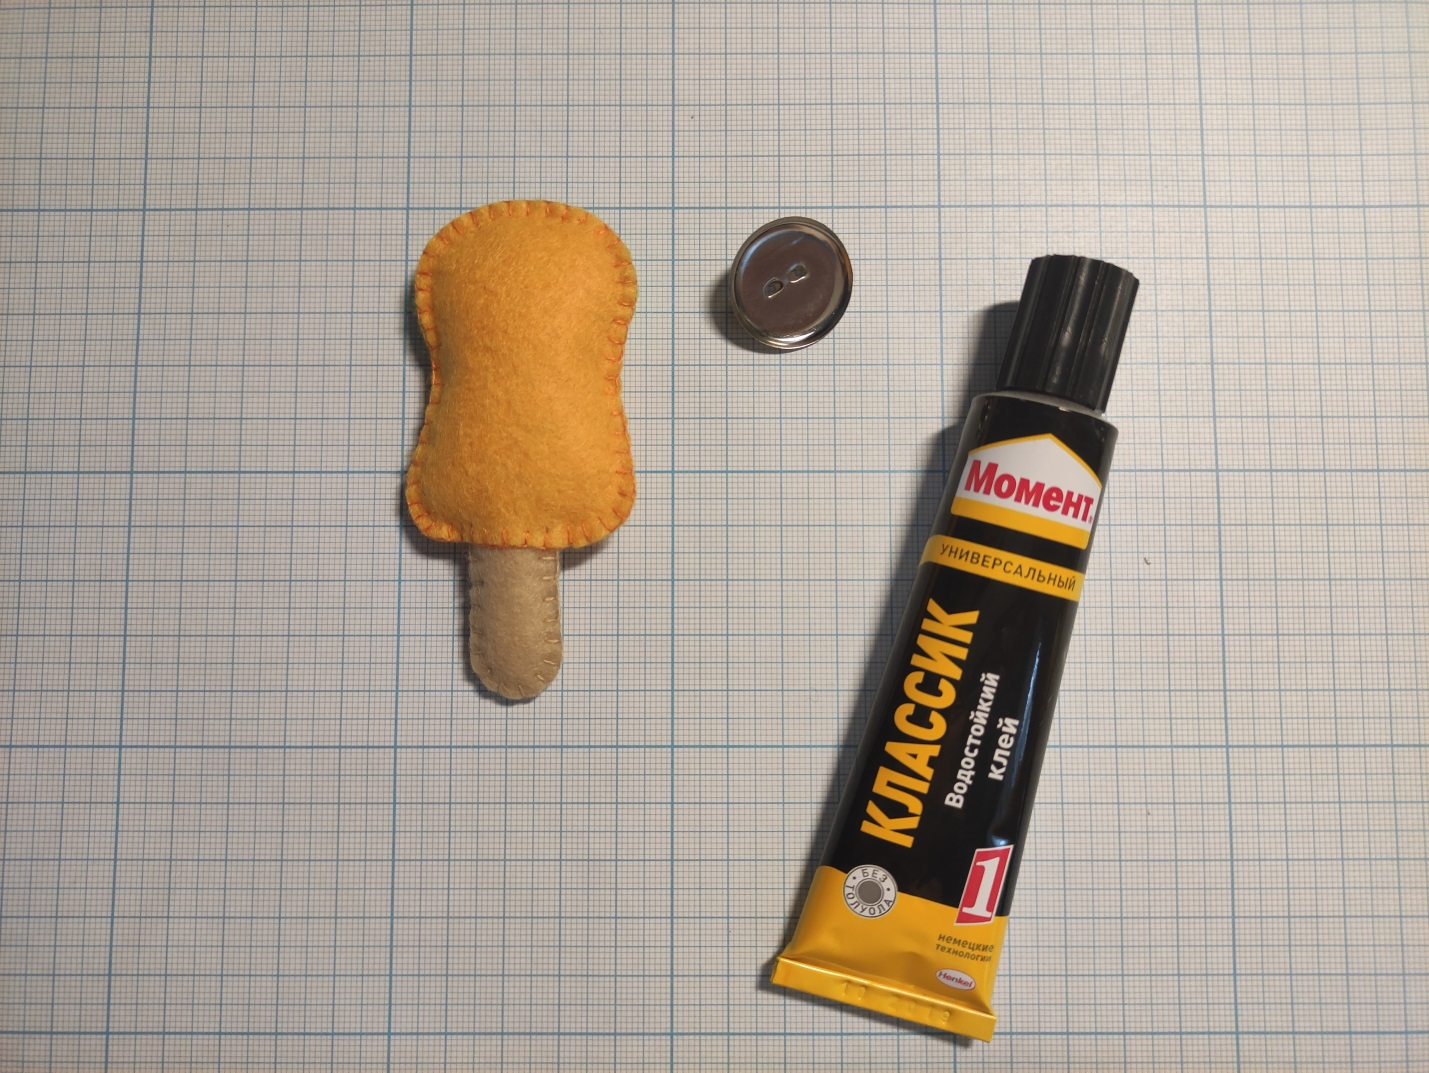 Момент
УНИВЕРСАЛЬНЫЙ
КЛАССИК
Водостойкий
клей
БЕЗ
ТОЛУОЛА
1
немецкие
технологии
Henkel